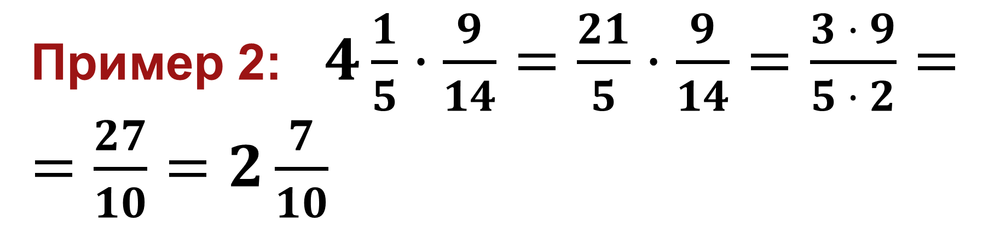 Пример 2: 4 1/5 · 9/14 = 21/5 · 9/14 = 3 · 9/5 · 2 =
= 27/10 = 2 7/10